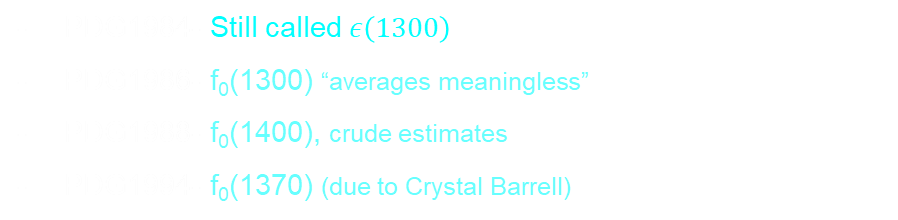 Still called ϵ(1300)
f₀(1300) “averages meaningless”
f₀(1400), crude estimates
f₀(1370) (due to Crystal Barrell)